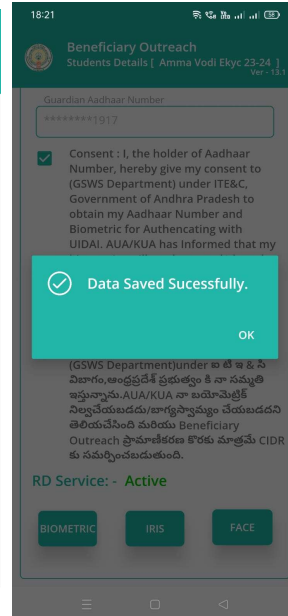 18:21
Beneficiary Outreach
Students Details [ Amma Vodi Ekyc 23-24 ]
Ver - 13.1
Guardian Aadhaar Number
********1917
Consent : I, the holder of Aadhaar
Number, hereby give my consent to
(GSWS Department) under ITE&C,
Government of Andhra Pradesh to
obtain my Aadhaar Number and
Biometric for Authencating with
UIDAI. AUA/KUA has Informed that my
Data Saved Sucessfully.
OK
(GSWS Department)under ఐ టీ ఇ & సి
విబాగం,ఆంధ్రప్రదేశ్ ప్రభుత్వం కి నా సమ్మతి
ఇస్తున్నాను.AUA/KUA నా బయోమెట్రిక్
నిల్వచేయబడదు/బాగ్యస్వామ్యం చేయబడదని
తెలియచేసింది మరియు Beneficiary
Outreach ప్రామాణీకరణ కొరకు మాత్రమే CIDR
కు సమర్పించబడుతుంది.
RD Service: - Active
BIOMETRIC
IRIS
FACE